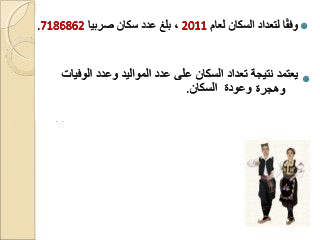 وفقًا لتعداد السكان لعام 2011 ، بلغ عدد سكان صربيا 7186862.
يعتمد نتيجة تعداد السكان على عدد المواليد وعدد الوفيات
وهجرة وعودة السكان.